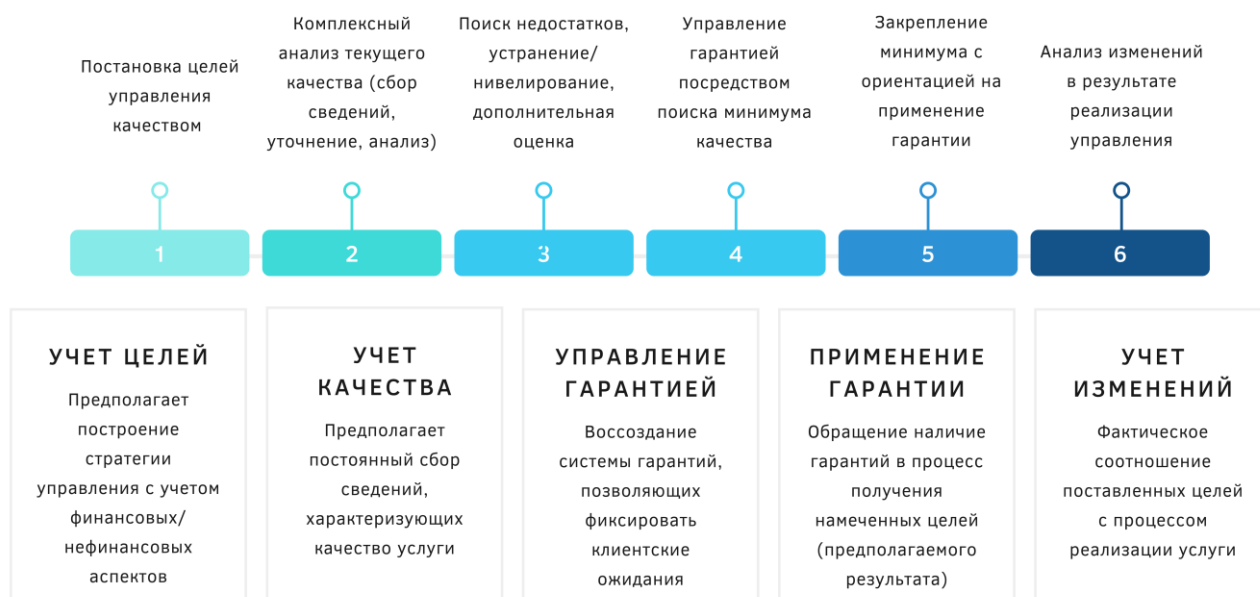 Постановка целей
управления
качеством
Комплексный
анализ текущего
качества (сбор
сведений,
уточнение, анализ)
Поиск недостатков,
устранение/
нивелирование,
дополнительная
оценка
Управление
гарантией
посредством
поиска минимума
качества
Закрепление
минимума с
ориентацией на
применение
гарантии
Анализ изменений
в результате
реализации
управления
1
2
3
4
5
6
УЧЕТ ЦЕЛЕЙ
Предполагает
построение
стратегии
управления с учетом
финансовых/
нефинансовых
аспектов
УЧЕТ
КАЧЕСТВА
Предполагает
постоянный сбор
сведений,
характеризующих
качество услуги
УПРАВЛЕНИЕ
ГАРАНТИЕЙ
Воссоздание
системы гарантий,
позволяющих
фиксировать
клиентские
ожидания
ПРИМЕНЕНИЕ
ГАРАНТИИ
Обращение наличие
гарантий в процесс
получения
намеченных целей
(предполагаемого
результата)
УЧЕТ
ИЗМЕНЕНИЙ
Фактическое
соотношение
поставленных целей
с процессом
реализации услуги